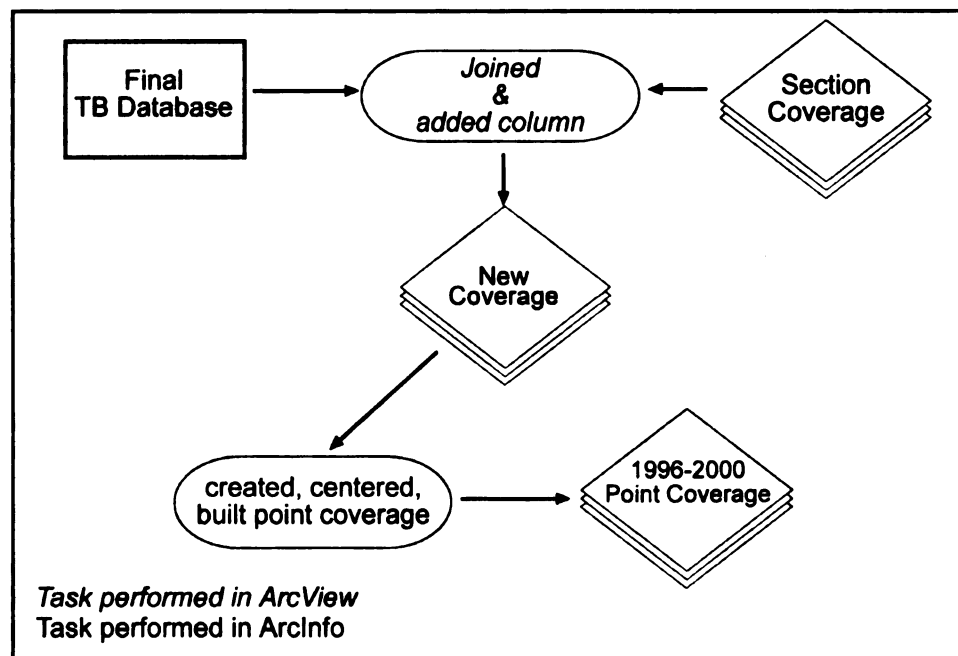 Final
TB Database
Joined
&
added column
Section
Coverage
New
Coverage
created, centered,
built point coverage
1996-2000
Point Coverage
Task performed in ArcView
Task performed in ArcInfo